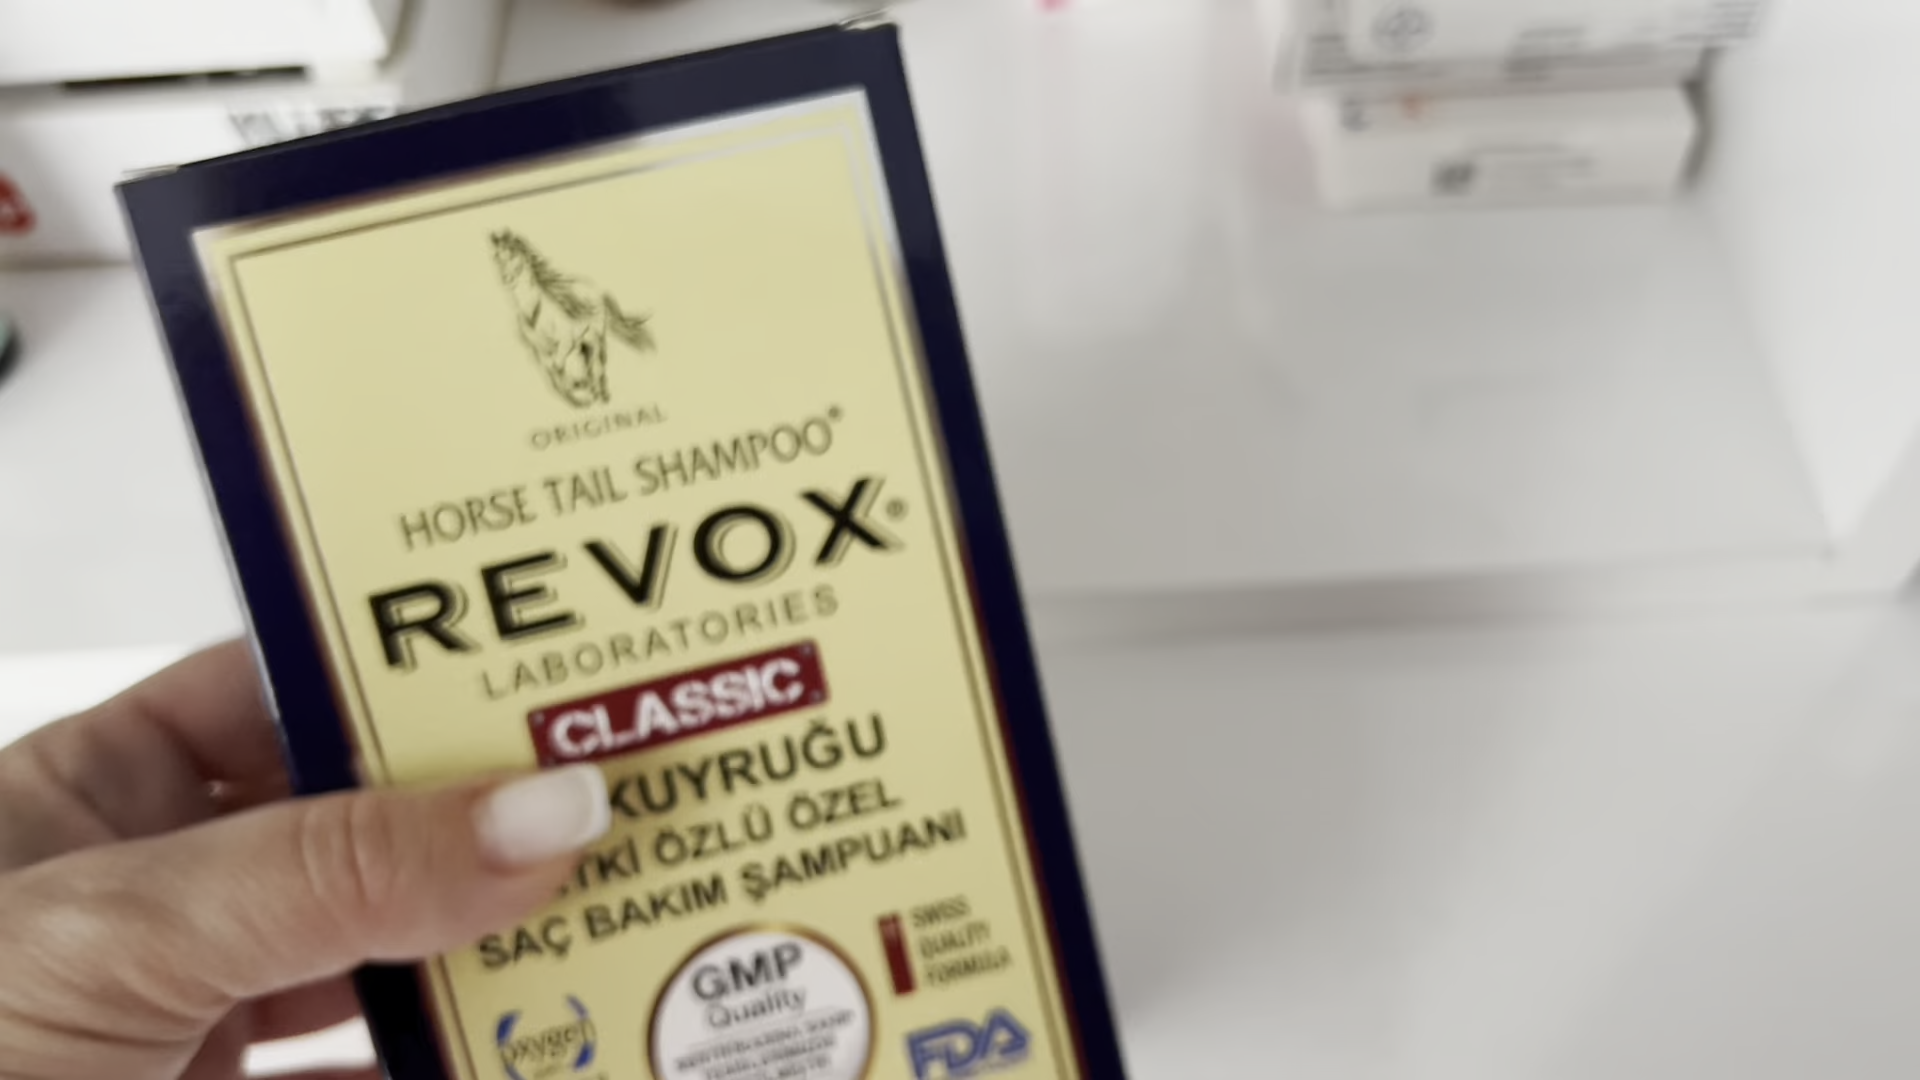 ORIGINAL
HORSE TAIL SHAMPOO®
REVOX®
LABORATORIES
CLASSIC
KUYRUĞU
ÖZLÜ ÖZEL
SAÇ BAKIM ŞAMPUANI
GMP
Quality
SWISS
QUALITY
FORMULA
FDA